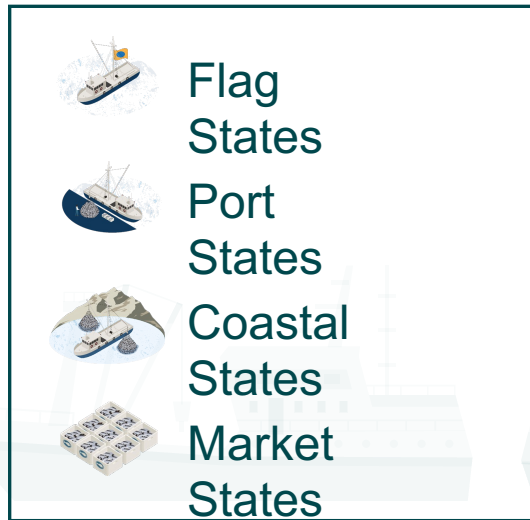 Flag
States
Port
States
Coastal
States
Market
States